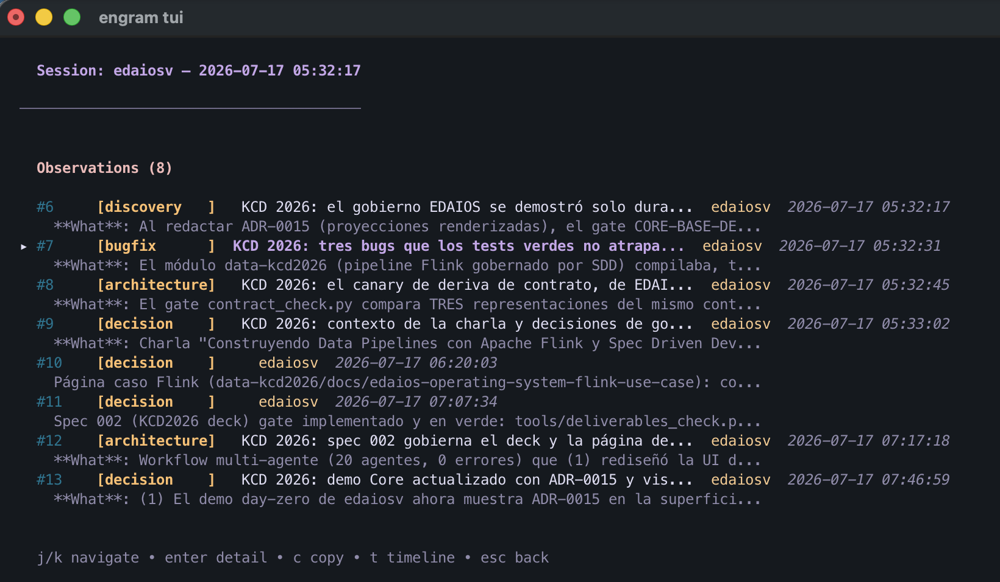 engram tui
Session: edaiosv — 2026-07-17 05:32:17
Observations (8)
#6 [discovery ] KCD 2026: el gobierno EDAIOS se demostró solo dura... edaiosv 2026-07-17 05:32:17
**What**: Al redactar ADR-0015 (proyecciones renderizadas), el gate CORE-BASE-DE...
▸ #7 [bugfix ] KCD 2026: tres bugs que los tests verdes no atrapa... edaiosv 2026-07-17 05:32:31
**What**: El módulo data-kcd2026 (pipeline Flink gobernado por SDD) compilaba, t...
#8 [architecture] KCD 2026: el canary de deriva de contrato, de EDAI... edaiosv 2026-07-17 05:32:45
**What**: El gate contract_check.py compara TRES representaciones del mismo cont...
#9 [decision ] KCD 2026: contexto de la charla y decisiones de go... edaiosv 2026-07-17 05:33:02
**What**: Charla "Construyendo Data Pipelines con Apache Flink y Spec Driven Dev...
#10 [decision ] edaiosv 2026-07-17 06:20:03
Página caso Flink (data-kcd2026/docs/edaios-operating-system-flink-use-case): co...
#11 [decision ] edaiosv 2026-07-17 07:07:34
Spec 002 (KCD2026 deck) gate implementado y en verde: tools/deliverables_check.p...
#12 [architecture] KCD 2026: spec 002 gobierna el deck y la página de... edaiosv 2026-07-17 07:17:18
**What**: Workflow multi-agente (20 agentes, 0 errores) que (1) rediseñó la UI d...
#13 [decision ] KCD 2026: demo Core actualizado con ADR-0015 y vis... edaiosv 2026-07-17 07:46:59
**What**: (1) El demo day-zero de edaiosv ahora muestra ADR-0015 en la superfici...
j/k navigate • enter detail • c copy • t timeline • esc back